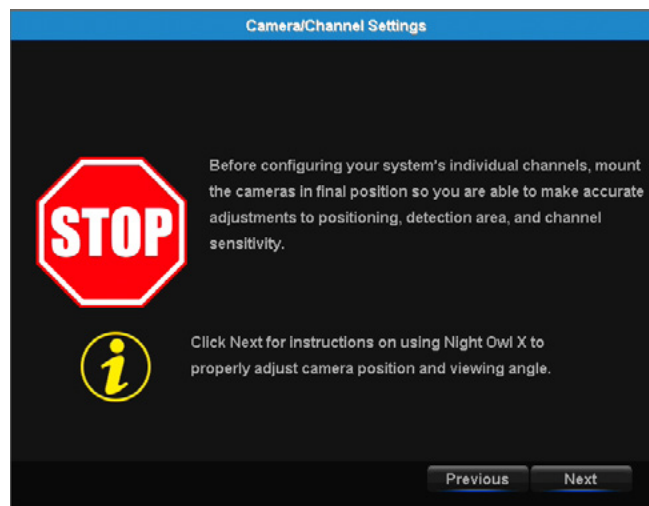 Camera/Channel Settings
Before configuring your system's individual channels, mount
the cameras in final position so you are able to make accurate
adjustments to positioning, detection area, and channel
sensitivity.
STOP
Click Next for instructions on using Night Owl X to
properly adjust camera position and viewing angle.
i
Previous
Next